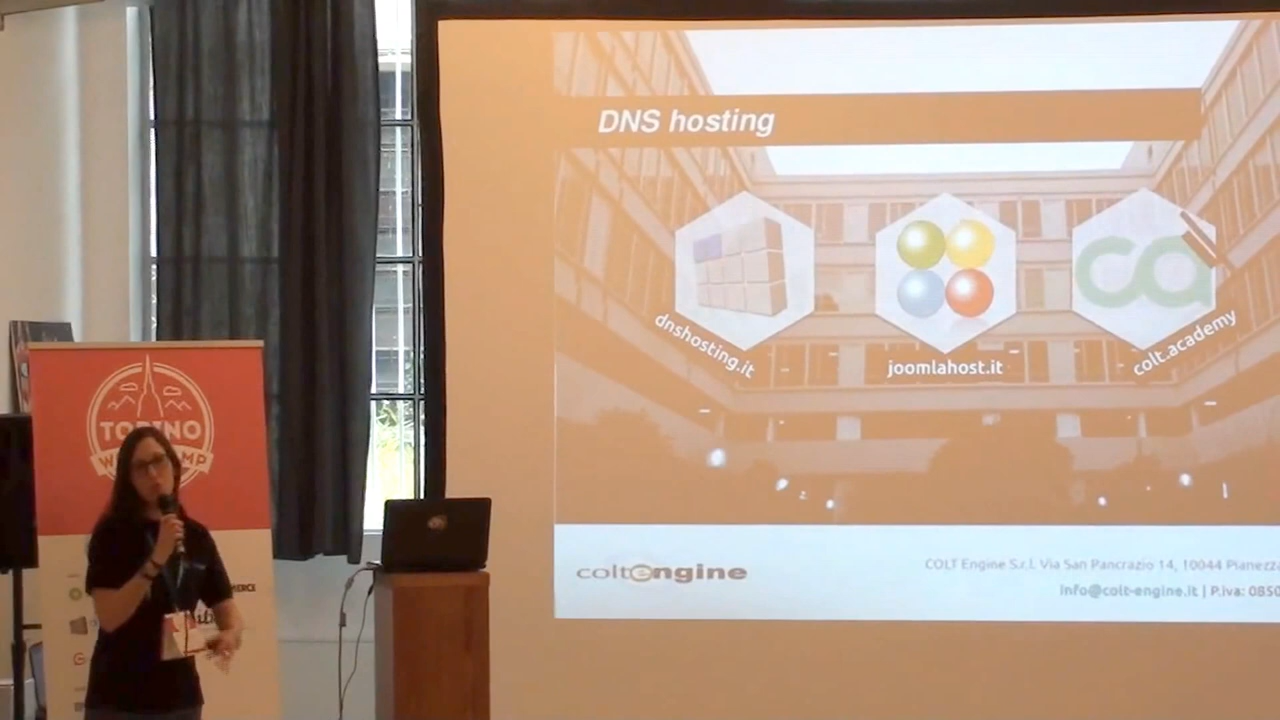 DNS hosting
dnshosting.it
joomlahost.it
colt.academy
ca
coltengine
COLT Engine S.r.l. Via San Pancrazio 14, 10044 Pianezza
info@colt-engine.it | P.iva: 0850
TORINO